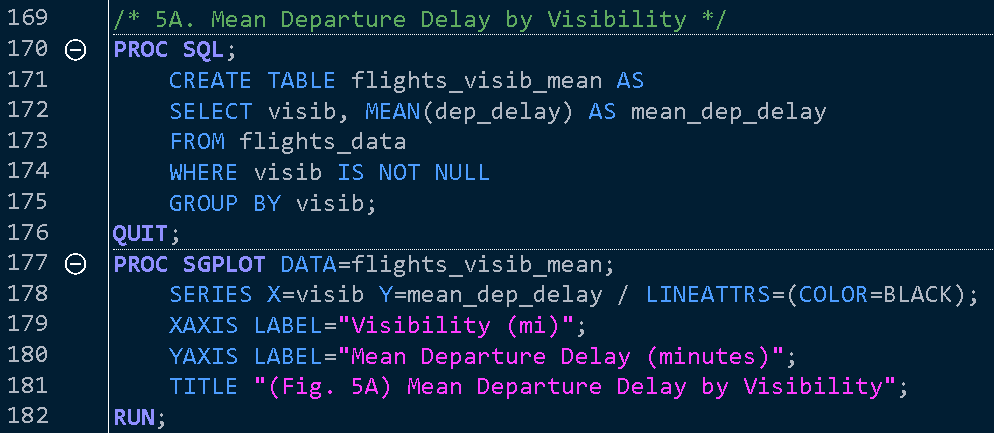 169 /* 5A. Mean Departure Delay by Visibility */
170 PROC SQL;
171 CREATE TABLE flights_visib_mean AS
172 SELECT visib, MEAN(dep_delay) AS mean_dep_delay
173 FROM flights_data
174 WHERE visib IS NOT NULL
175 GROUP BY visib;
176 QUIT;
177 PROC SGPLOT DATA=flights_visib_mean;
178 SERIES X=visib Y=mean_dep_delay / LINEATTRS=(COLOR=BLACK);
179 XAXIS LABEL="Visibility (mi)";
180 YAXIS LABEL="Mean Departure Delay (minutes)";
181 TITLE "(Fig. 5A) Mean Departure Delay by Visibility";
182 RUN;